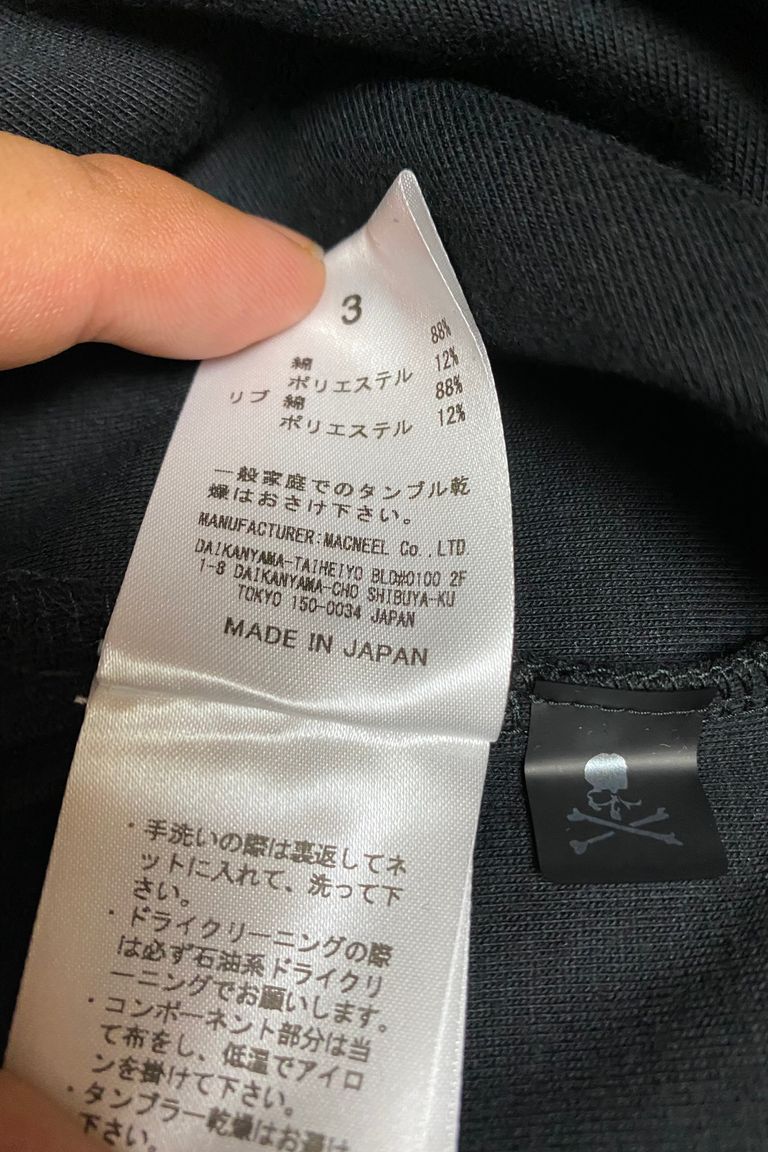 3
綿 88%
ポリエステル 12%
リブ 綿 88%
ポリエステル 12%
一般家庭でのタンブル乾
燥はおさけ下さい。
MANUFACTURER:MACNEEL Co.,LTD.
DAIKANYAMA-TAIHEIYO BLD#0100 2F
1-8 DAIKANYAMA-CHO SHIBUYA-KU
TOKYO 150-0034 JAPAN
MADE IN JAPAN
・手洗いの際は裏返してネ
ットに入れて、洗って下
さい。
・ドライクリーニングの際
は必ず石油系ドライクリ
ーニングでお願いします。
・コンポーネント部分は当
て布をし、低温でアイロ
ンを掛けて下さい。
・タンブラー乾燥はお避け
下さい。